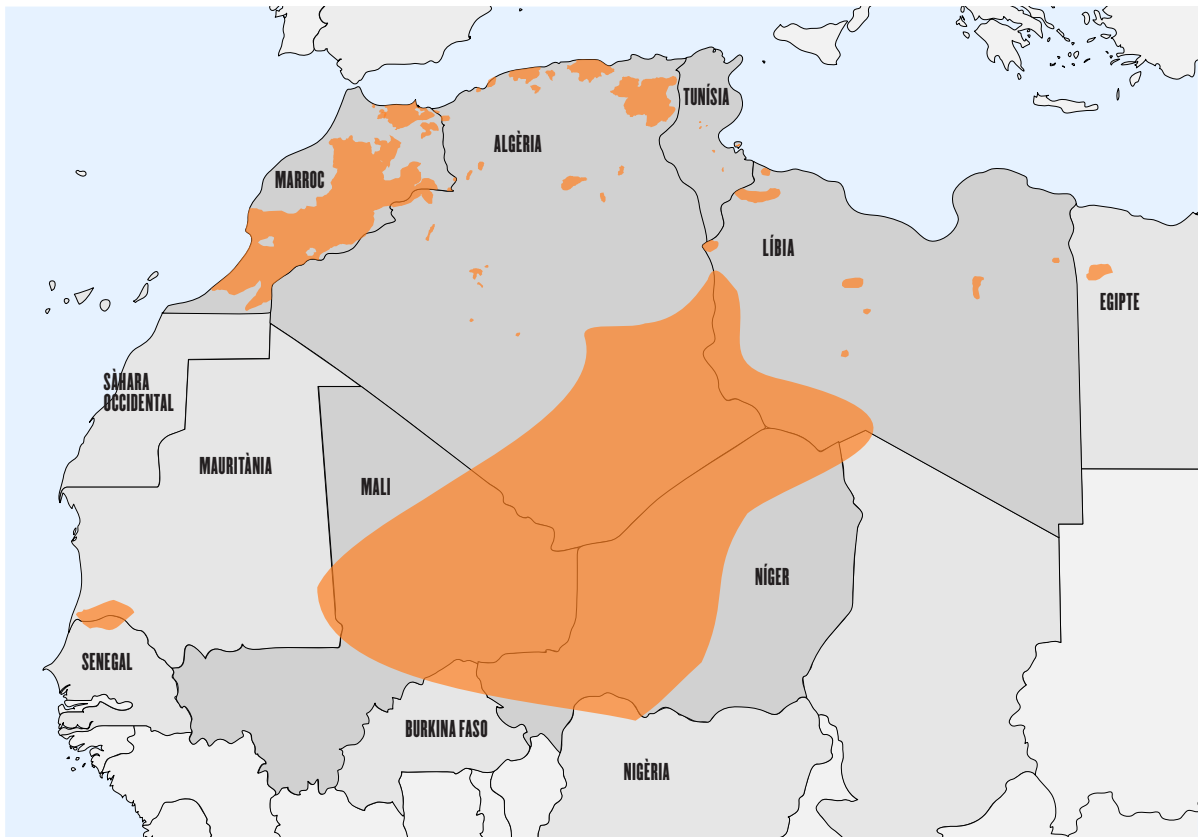 TUNÍSIA
ALGÈRIA
MARROC
LÍBIA
EGIPTE
SÀHARA
OCCIDENTAL
MAURITÀNIA
MALI
NÍGER
SENEGAL
BURKINA FASO
NIGÈRIA